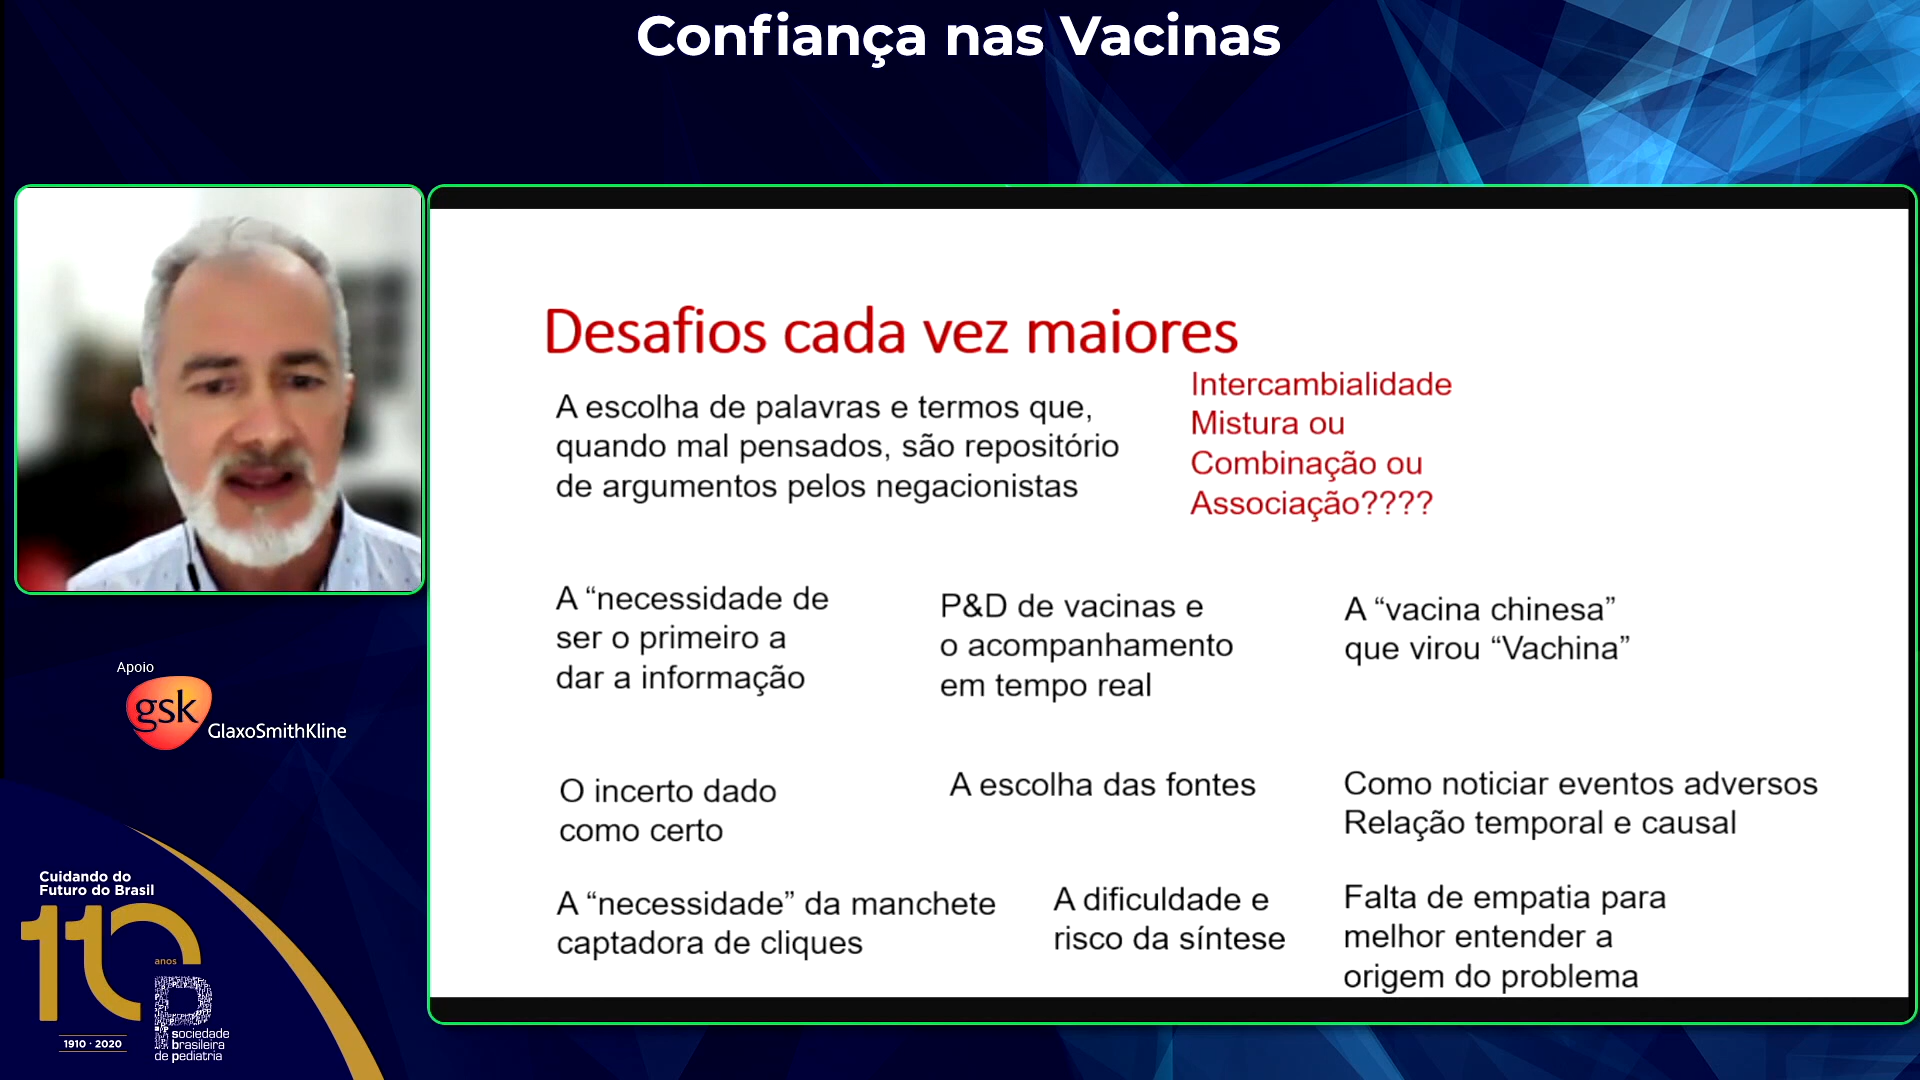 Confiança nas Vacinas
Desafios cada vez maiores
A escolha de palavras e termos que,
quando mal pensados, são repositório
de argumentos pelos negacionistas
Intercambialidade
Mistura ou
Combinação ou
Associação????
A “necessidade de
ser o primeiro a
dar a informação
P&D de vacinas e
o acompanhamento
em tempo real
A “vacina chinesa”
que virou “Vachina”
O incerto dado
como certo
A escolha das fontes
Como noticiar eventos adversos
Relação temporal e causal
A “necessidade” da manchete
captadora de cliques
A dificuldade e
risco da síntese
Falta de empatia para
melhor entender a
origem do problema
Apoio
gsk
GlaxoSmithKline
Cuidando do
Futuro do Brasil
110
anos
1910 · 2020
sociedade
brasileira
de pediatria